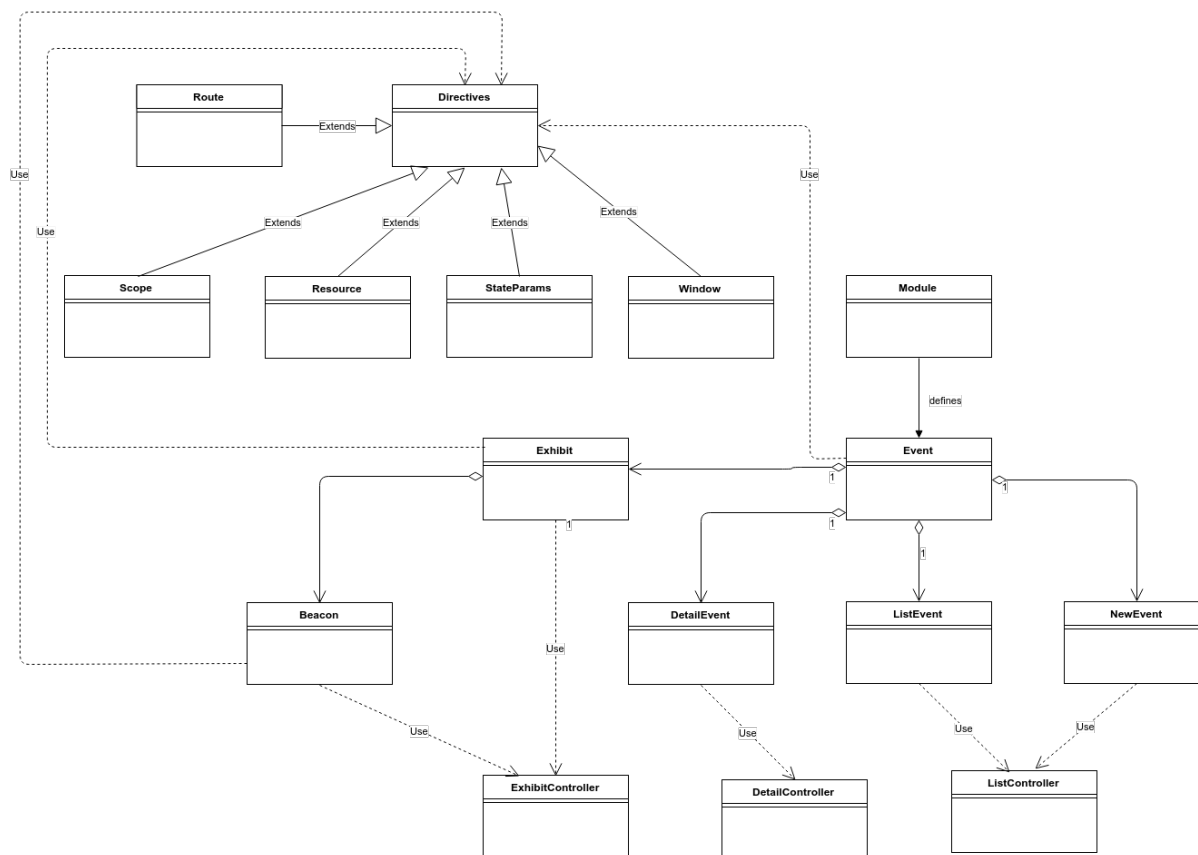 Route
Directives
Extends
Use
Use
Use
Extends
Extends
Extends
Extends
Scope
Resource
StateParams
Window
Module
defines
Exhibit
Event
1
1
1
1
1
Beacon
DetailEvent
ListEvent
NewEvent
Use
Use
Use
Use
Use
ExhibitController
DetailController
ListController